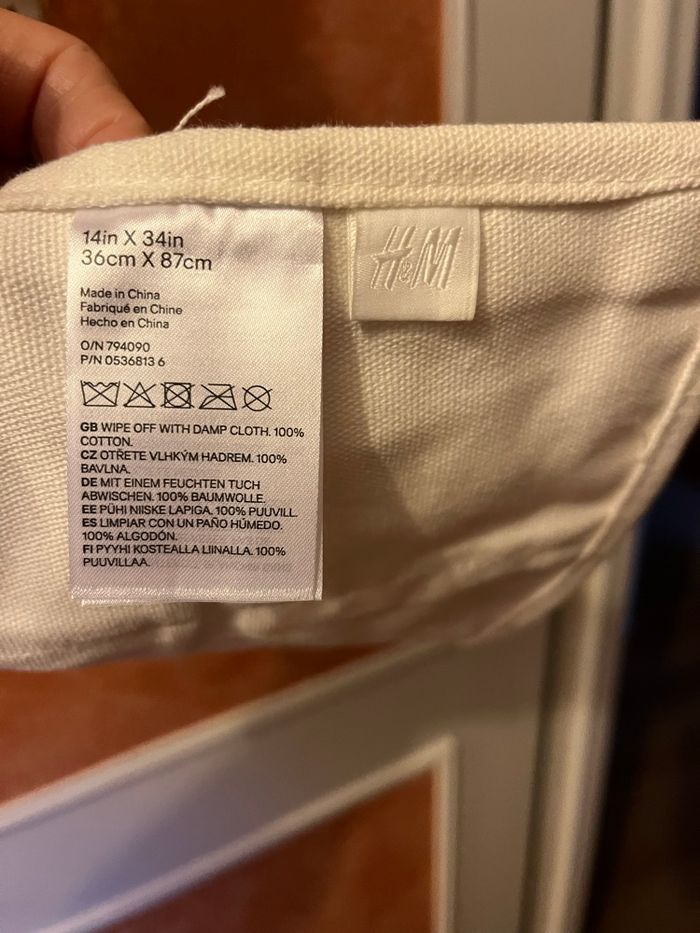 14in X 34in
36cm X 87cm
Made in China
Fabriqué en Chine
Hecho en China
O/N 794090
P/N 0536813 6
GB WIPE OFF WITH DAMP CLOTH. 100%
COTTON.
CZ OTŘETE VLHKÝM HADREM. 100%
BAVLNA.
DE MIT EINEM FEUCHTEN TUCH
ABWISCHEN. 100% BAUMWOLLE.
EE PÜHI NIISKE LAPIGA. 100% PUUVILL.
ES LIMPIAR CON UN PAÑO HÚMEDO.
100% ALGODÓN.
FI PYYHI KOSTEALLA LIINALLA. 100%
PUUVILLAA.
H&M